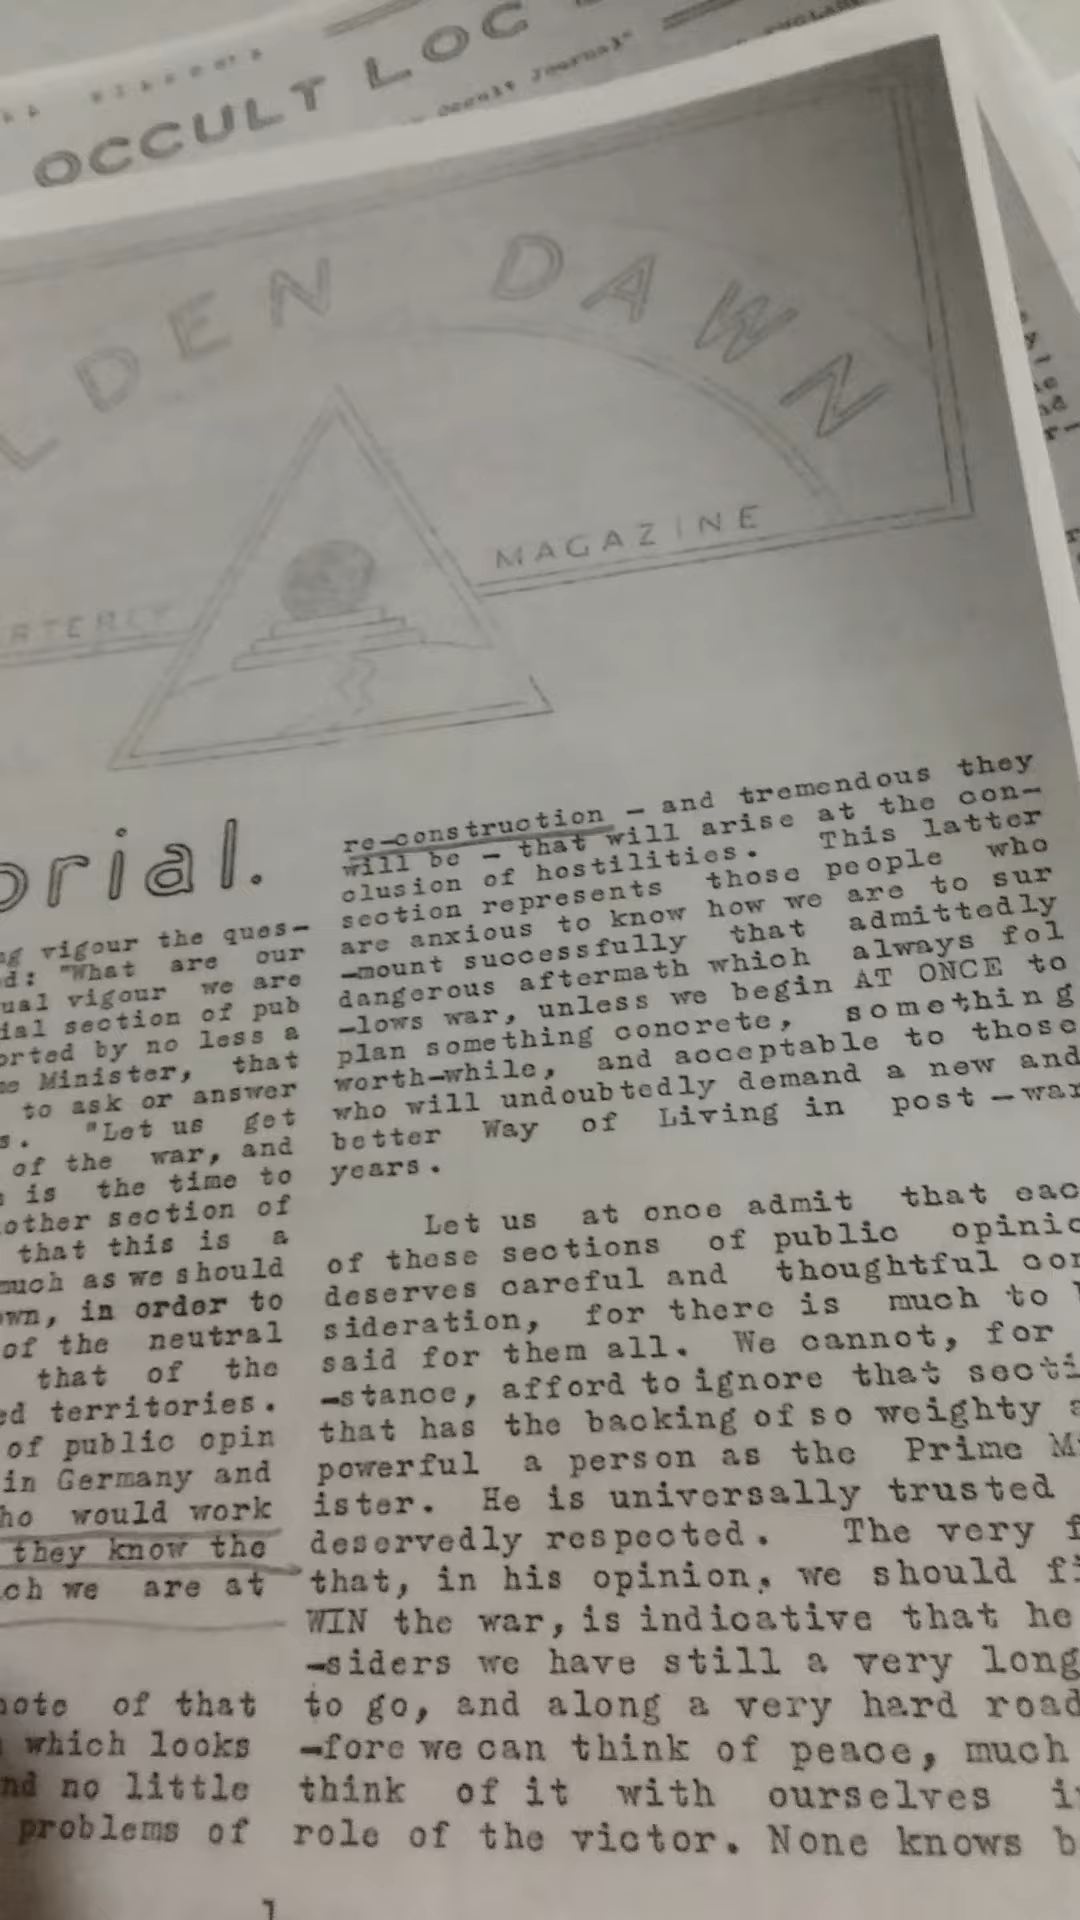 OCCULT LOG
Occult Journal"
LDEN DAWN
RTERLY
MAGAZINE
orial.
ng vigour the ques-
d: "What are our
ual vigour we are
ial section of pub
orted by no less a
me Minister, that
to ask or answer
s. "Let us get
of the war, and
is the time to
other section of
that this is a
much as we should
own, in order to
of the neutral
that of the
ed territories.
of public opin
in Germany and
ho would work
they know the
ch we are at
note of that
which looks
nd no little
problems of
re-construction - and tremendous they
will be - that will arise at the con-
clusion of hostilities. This latter
section represents those people who
are anxious to know how we are to sur
-mount successfully that admittedly
dangerous aftermath which always fol
-lows war, unless we begin AT ONCE to
plan something concrete, something
worth-while, and acceptable to those
who will undoubtedly demand a new and
better Way of Living in post-war
years.
Let us at once admit that eac
of these sections of public opinio
deserves careful and thoughtful con
sideration, for there is much to
said for them all. We cannot, for
-stance, afford to ignore that secti
that has the backing of so weighty a
powerful a person as the Prime Mi
ister. He is universally trusted
deservedly respected. The very f
that, in his opinion, we should fi
WIN the war, is indicative that he
-siders we have still a very long
to go, and along a very hard road
-fore we can think of peace, much
think of it with ourselves i
role of the victor. None knows b
1